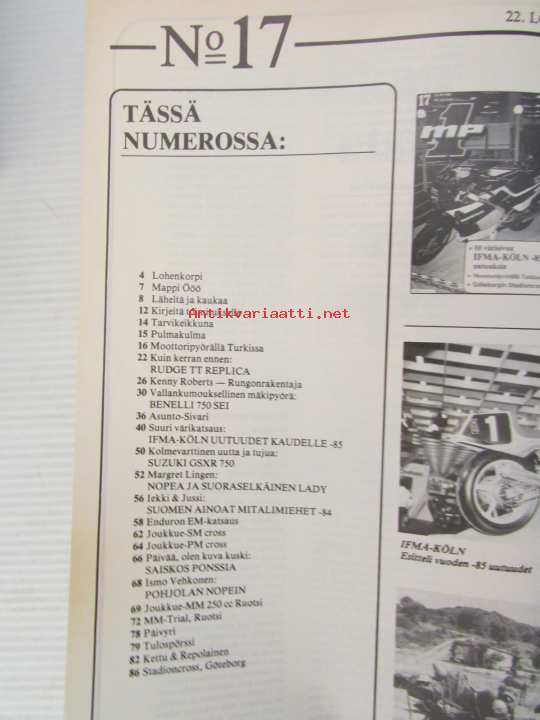 22.
№17
TÄSSÄ
NUMEROSSA:
4 Lohenkorpi
7 Mappi Ööö
8 Läheltä ja kaukaa
12 Kirjeitä
14 Tarvikeikkuna
15 Pulmakulma
16 Moottoripyörällä Turkissa
22 Kuin kerran ennen:
RUDGE TT REPLICA
26 Kenny Roberts — Rungonrakentaja
30 Vallankumouksellinen mäkipyörä:
BENELLI 750 SEI
36 Asunto-Sivari
40 Suuri värikatsaus:
IFMA-KÖLN UUTUUDET KAUDELLE -85
50 Kolmevarttinen uutta ja tujua:
SUZUKI GSXR 750
52 Margret Lingen:
NOPEA JA SUORASELKÄINEN LADY
56 Iekki & Jussi:
SUOMEN AINOAT MITALIMIEHET -84
58 Enduron EM-katsaus
62 Joukkue-SM cross
64 Joukkue-PM cross
66 Päivää, olen kuva kuski:
SAISKOS PONSSIA
68 Ismo Vehkonen:
POHJOLAN NOPEIN
69 Joukkue-MM 250 cc Ruotsi
72 MM-Trial, Ruotsi
78 Päivyri
79 Tulospörssi
82 Kettu & Repolainen
86 Stadioncross, Göteborg
Antikvariaatti.net
17
mp
IFMA-KÖLN -85
1
IFMA-KÖLN
Esitteli vuoden -85 uutuudet